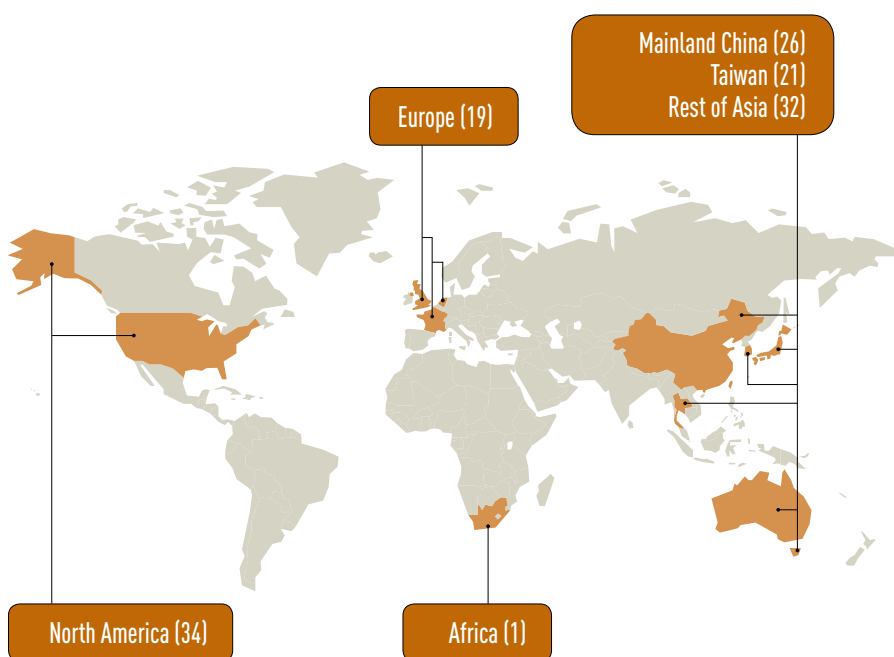 Mainland China (26)
Taiwan (21)
Rest of Asia (32)
Europe (19)
North America (34)
Africa (1)